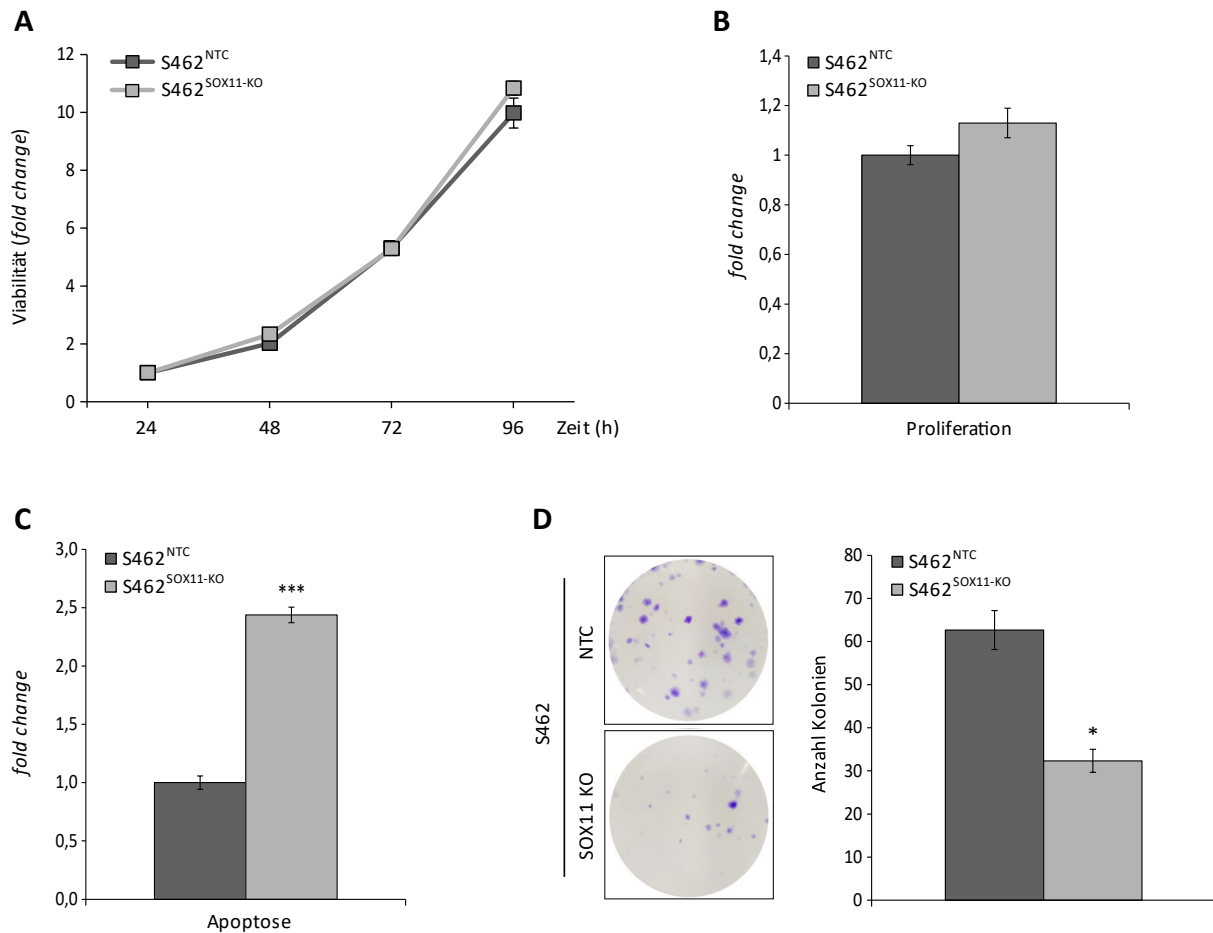 A
S462NTC
S462SOX11-KO
Viabilität (fold change)
12
10
8
6
4
2
0
24 48 72 96 Zeit (h)
B
S462NTC
S462SOX11-KO
fold change
1,4
1,2
1
0,8
0,6
0,4
0,2
0
Proliferation
C
S462NTC
S462SOX11-KO
fold change
3,0
2,5
2,0
1,5
1,0
0,5
0,0
***
Apoptose
D
S462
NTC
SOX11 KO
S462NTC
S462SOX11-KO
Anzahl Kolonien
80
70
60
50
40
30
20
10
0
*